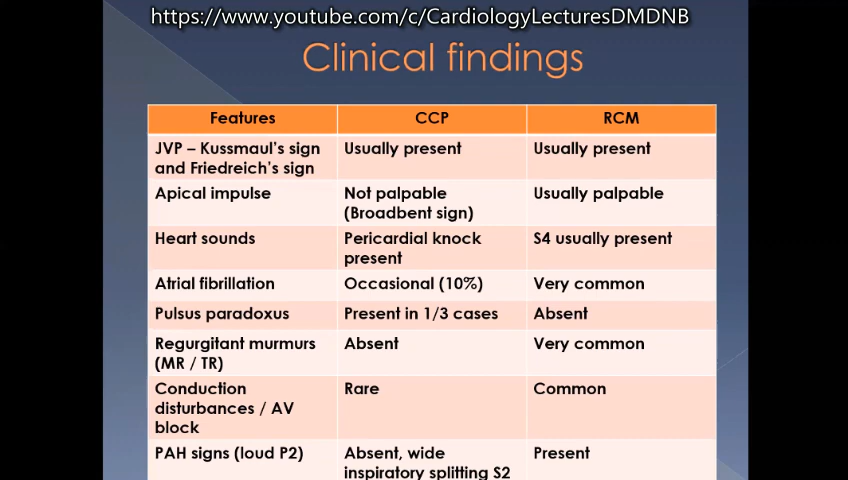 https://www.youtube.com/c/CardiologyLecturesDMDNB
Clinical findings
Features CCP RCM
JVP – Kussmaul's sign and Friedreich's sign Usually present Usually present
Apical impulse Not palpable (Broadbent sign) Usually palpable
Heart sounds Pericardial knock present S4 usually present
Atrial fibrillation Occasional (10%) Very common
Pulsus paradoxus Present in 1/3 cases Absent
Regurgitant murmurs (MR / TR) Absent Very common
Conduction disturbances / AV block Rare Common
PAH signs (loud P2) Absent, wide inspiratory splitting S2 Present